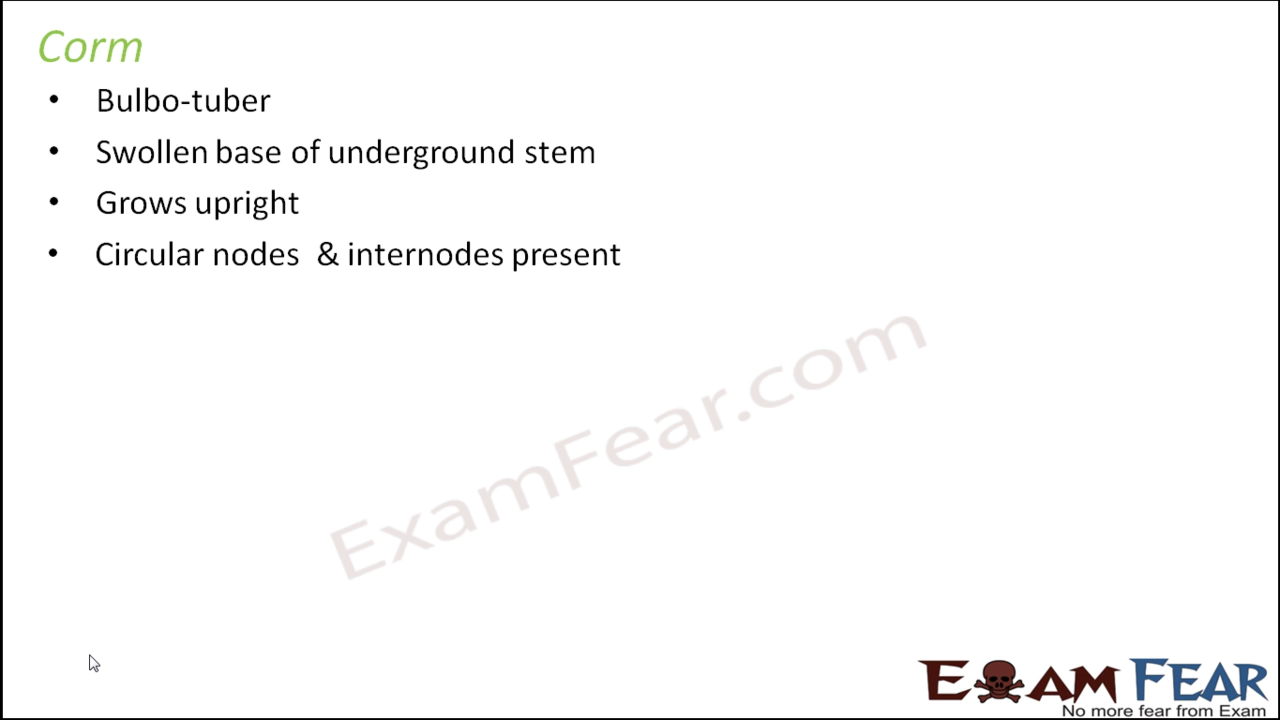 Corm
• Bulbo-tuber
• Swollen base of underground stem
• Grows upright
• Circular nodes & internodes present
ExamFear.com
EXAM FEAR
No more fear from Exam